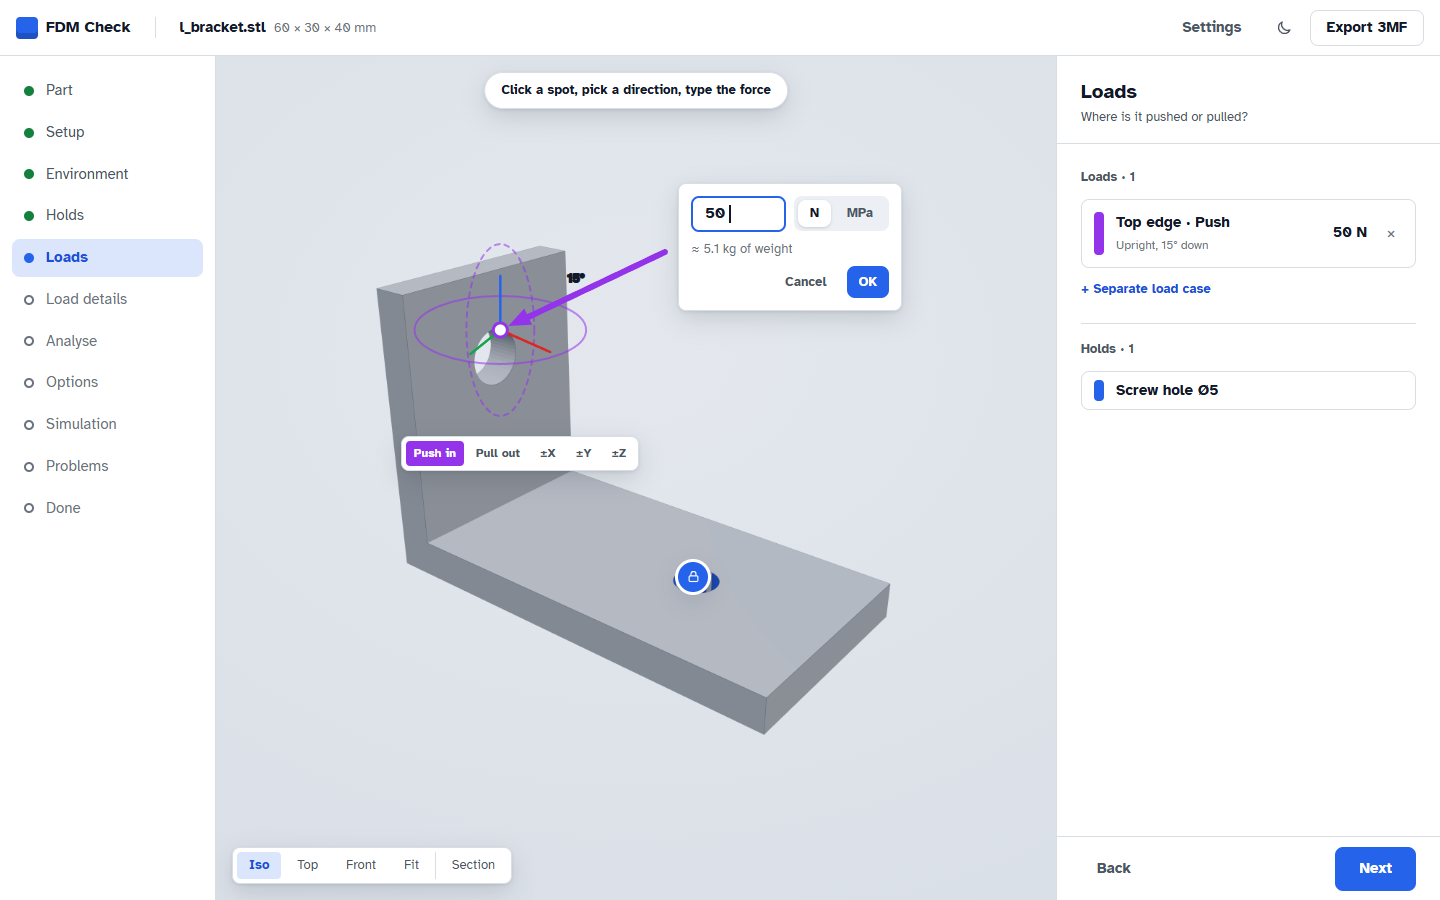 FDM Check
l_bracket.stl 60 × 30 × 40 mm
Settings
Export 3MF
Part
Setup
Environment
Holds
Loads
Load details
Analyse
Options
Simulation
Problems
Done
Click a spot, pick a direction, type the force
50
N
MPa
≈ 5.1 kg of weight
Cancel
OK
15°
Push in
Pull out
±X
±Y
±Z
Iso
Top
Front
Fit
Section
Loads
Where is it pushed or pulled?
Loads · 1
Top edge · Push
Upright, 15° down
50 N
×
+ Separate load case
Holds · 1
Screw hole Ø5
Back
Next